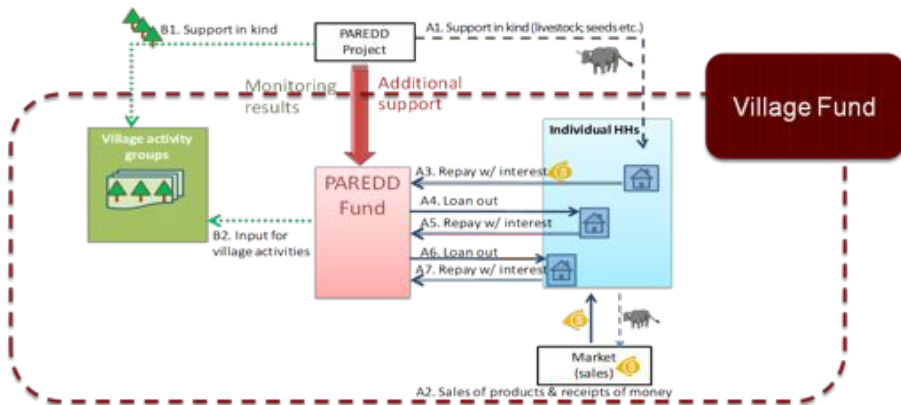 B1. Support in kind
PAREDD
Project
A1. Support in kind (livestock; seeds etc.)
Monitoring
results
Additional
support
Village Fund
Village activity
groups
Individual HHs
PAREDD
Fund
A3. Repay w/ interest
A4. Loan out
A5. Repay w/ interest
B2. Input for
village activities
A6. Loan out
A7. Repay w/ interest
Market
(sales)
A2. Sales of products & receipts of money